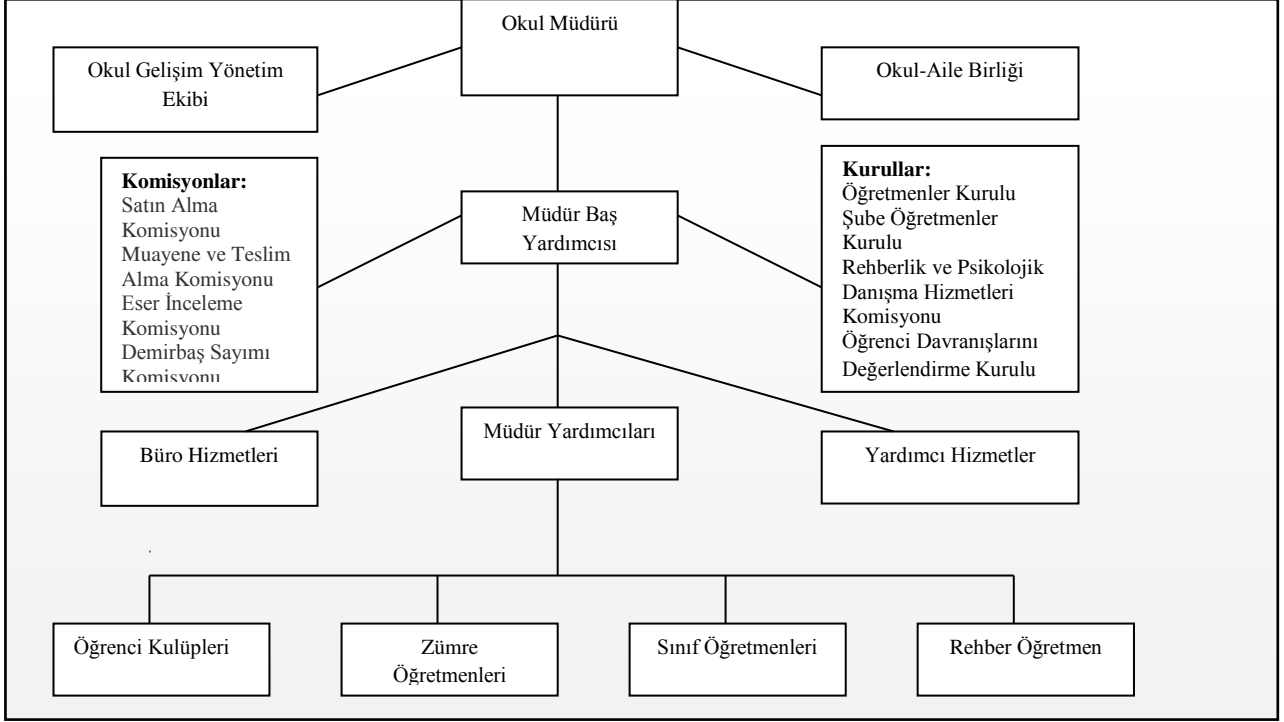 Okul Müdürü
Okul Gelişim Yönetim
Ekibi
Okul-Aile Birliği
Komisyonlar:
Satın Alma
Komisyonu
Muayene ve Teslim
Alma Komisyonu
Eser İnceleme
Komisyonu
Demirbaş Sayımı
Komisyonu
Müdür Baş
Yardımcısı
Kurullar:
Öğretmenler Kurulu
Şube Öğretmenler
Kurulu
Rehberlik ve Psikolojik
Danışma Hizmetleri
Komisyonu
Öğrenci Davranışlarını
Değerlendirme Kurulu
Büro Hizmetleri
Müdür Yardımcıları
Yardımcı Hizmetler
Öğrenci Kulüpleri
Zümre
Öğretmenleri
Sınıf Öğretmenleri
Rehber Öğretmen